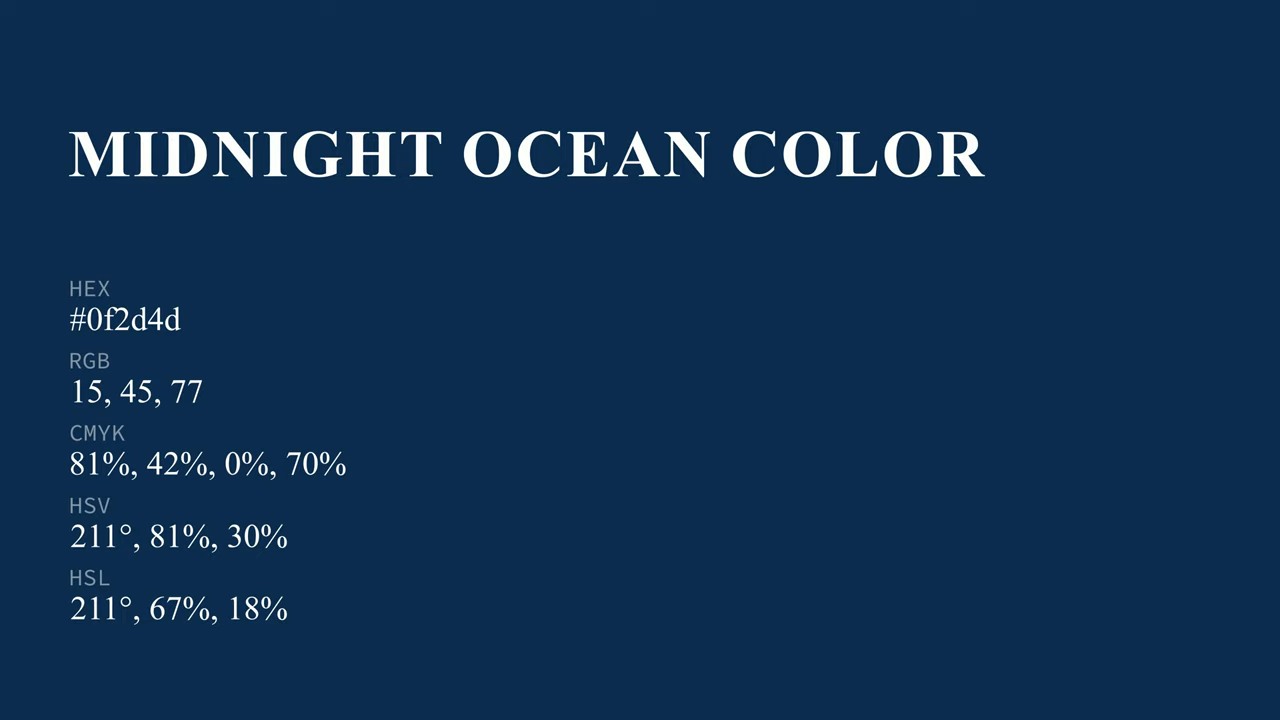 MIDNIGHT OCEAN COLOR
HEX
#0f2d4d
RGB
15, 45, 77
CMYK
81%, 42%, 0%, 70%
HSV
211°, 81%, 30%
HSL
211°, 67%, 18%